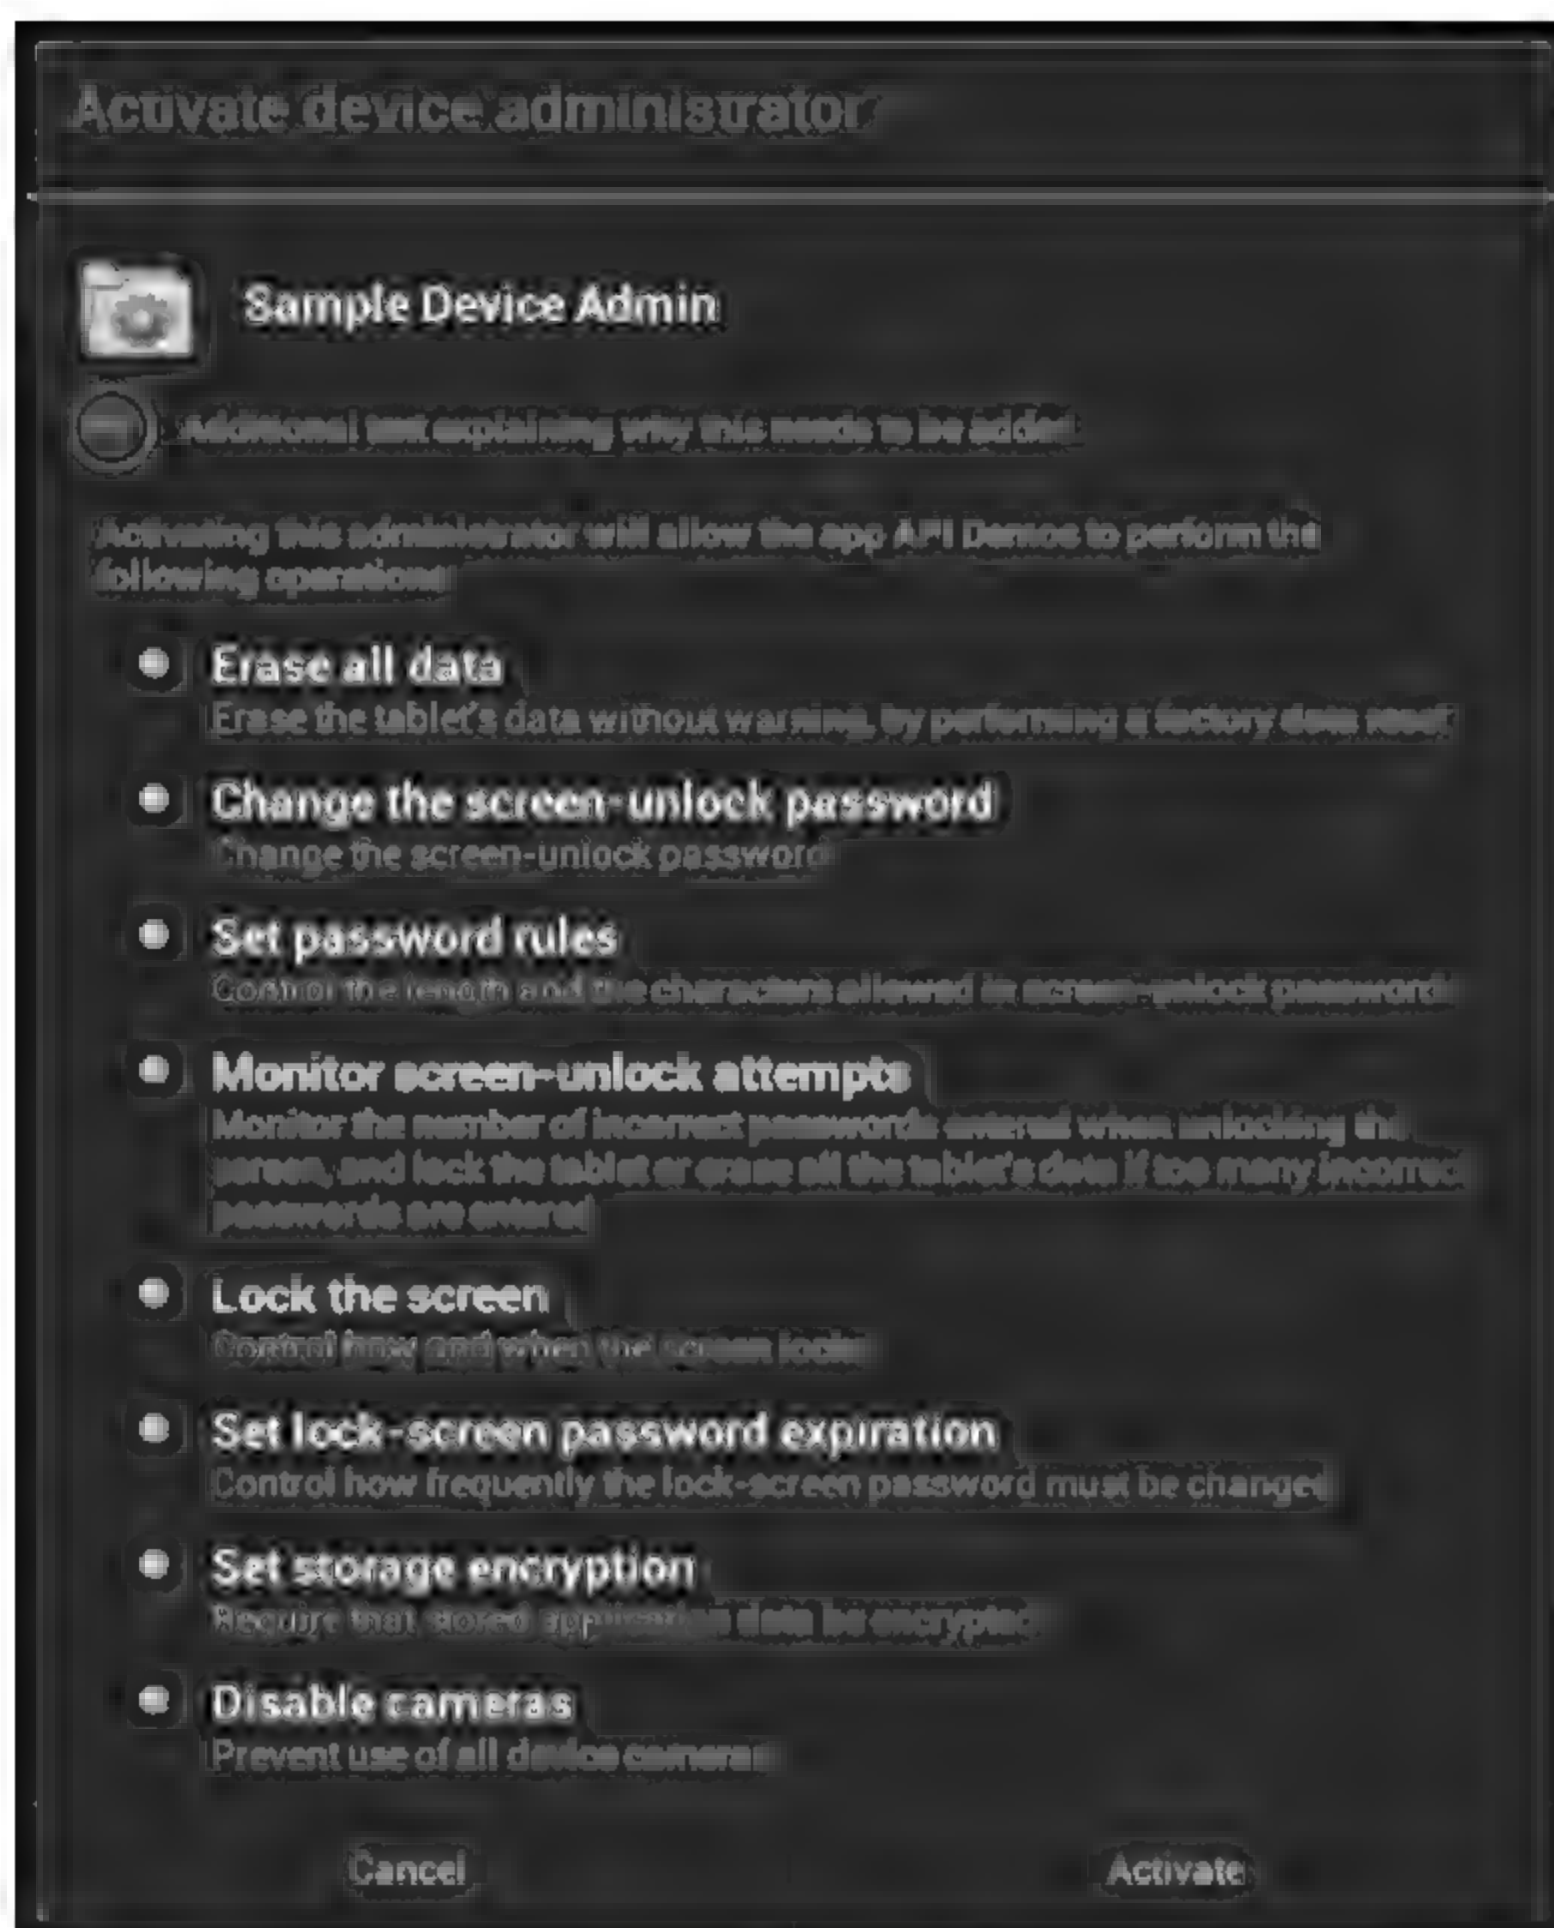 Activate device administrator
Sample Device Admin
Additional text explaining why this needs to be added.
Activating this administrator will allow the app API Demos to perform the
following operations:
Erase all data
Erase the tablet's data without warning, by performing a factory data reset.
Change the screen-unlock password
Change the screen-unlock password
Set password rules
Control the length and the characters allowed in screen-unlock passwords.
Monitor screen-unlock attempts
Monitor the number of incorrect passwords entered when unlocking the
screen, and lock the tablet or erase all the tablet's data if too many incorrect
passwords are entered.
Lock the screen
Control how and when the screen locks.
Set lock-screen password expiration
Control how frequently the lock-screen password must be changed.
Set storage encryption
Require that stored application data be encrypted.
Disable cameras
Prevent use of all device cameras.
Cancel
Activate